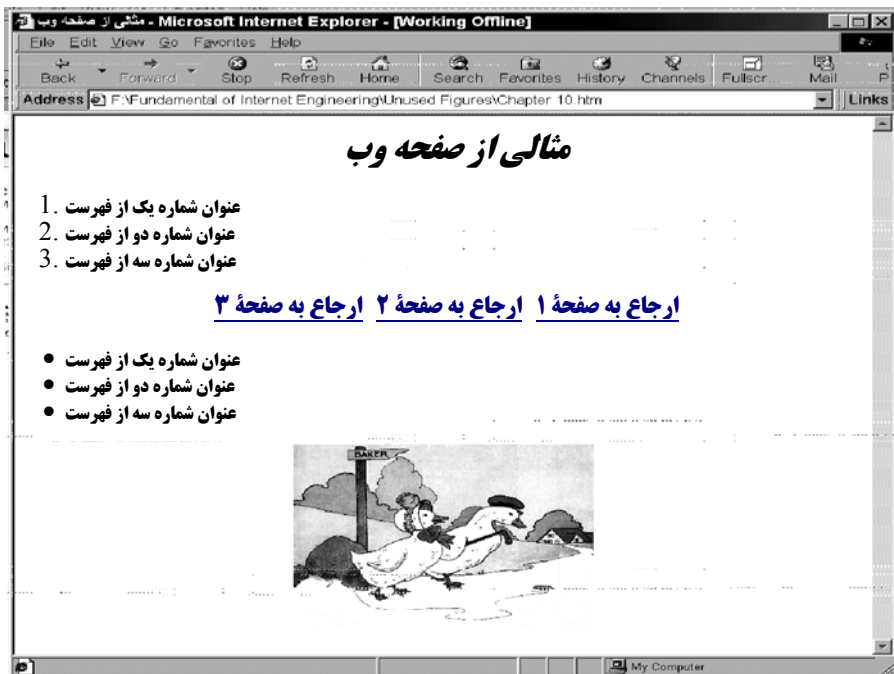 مثالی از صفحه وب - Microsoft Internet Explorer - [Working Offline]
File Edit View Go Favorites Help
Back Forward Stop Refresh Home Search Favorites History Channels Fullscr Mail P
Address F:\Fundamental of Internet Engineering\Unused Figures\Chapter 10.htm Links
مثالی از صفحه وب
1. عنوان شماره یک از فهرست
2. عنوان شماره دو از فهرست
3. عنوان شماره سه از فهرست
ارجاع به صفحهٔ ۱ ارجاع به صفحهٔ ۲ ارجاع به صفحهٔ ۳
• عنوان شماره یک از فهرست
• عنوان شماره دو از فهرست
• عنوان شماره سه از فهرست
BAKER
My Computer